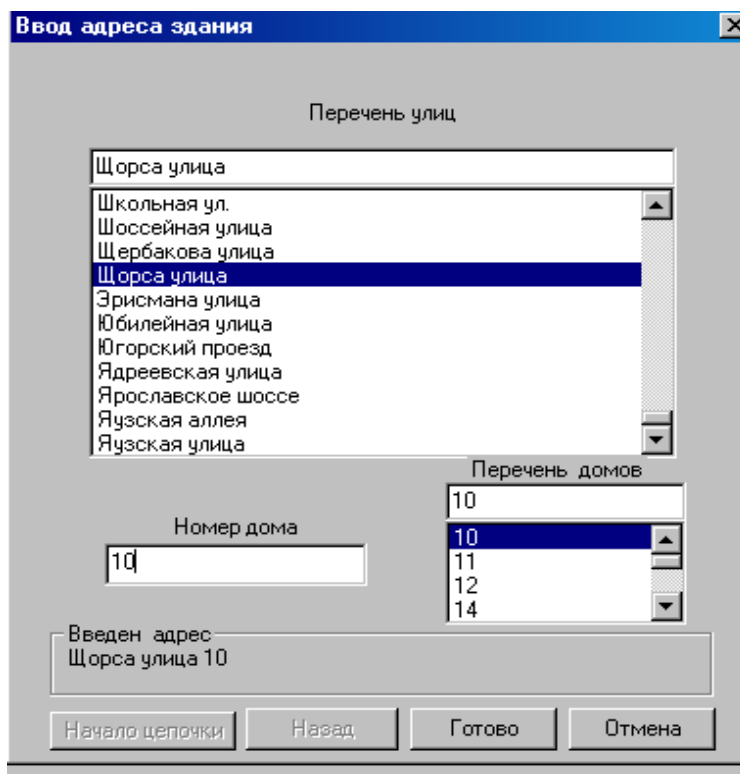 Ввод адреса здания
Перечень улиц
Щорса улица
Школьная ул.
Шоссейная улица
Щербакова улица
Щорса улица
Эрисмана улица
Юбилейная улица
Югорский проезд
Ядреевская улица
Ярославское шоссе
Яузская аллея
Яузская улица
Перечень домов
10
Номер дома
10
10
11
12
14
Введен адрес
Щорса улица 10
Начало цепочки Назад Готово Отмена